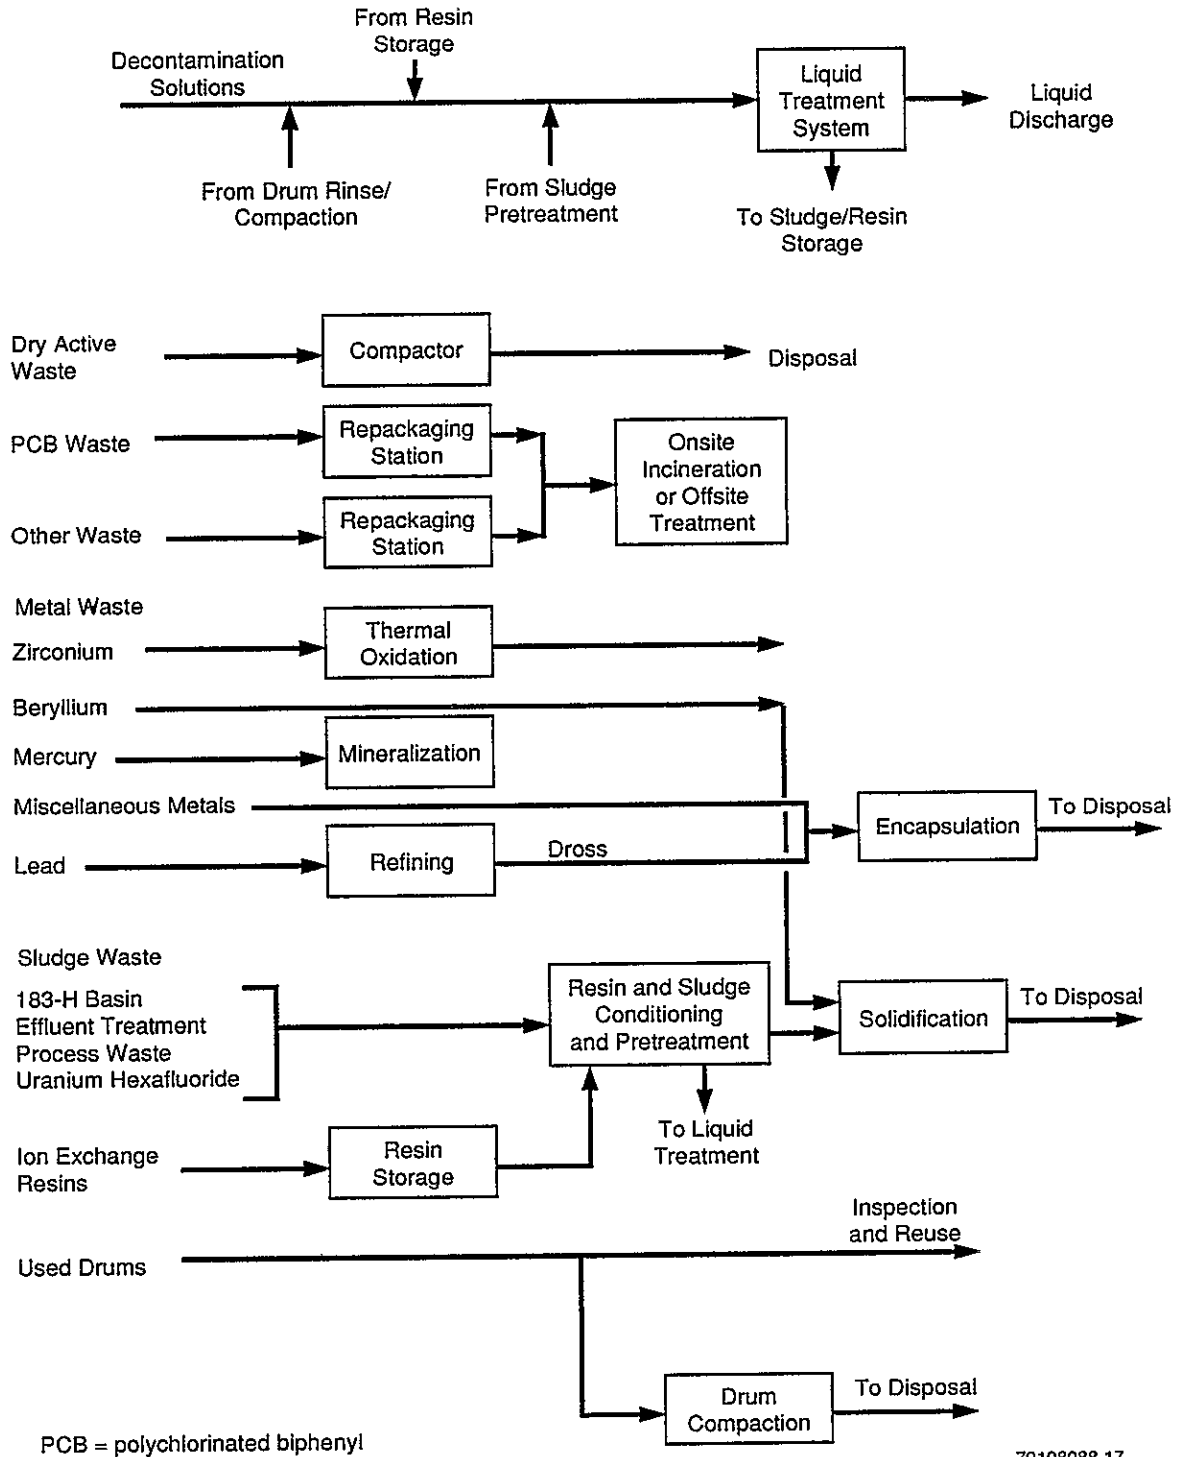 From Resin
Storage
Decontamination
Solutions
Liquid
Treatment
System
Liquid
Discharge
From Drum Rinse/
Compaction
From Sludge
Pretreatment
To Sludge/Resin
Storage
Dry Active
Waste
Compactor
Disposal
PCB Waste
Repackaging
Station
Onsite
Incineration
or Offsite
Treatment
Other Waste
Repackaging
Station
Metal Waste
Zirconium
Thermal
Oxidation
Beryllium
Mercury
Mineralization
Miscellaneous Metals
Encapsulation
To Disposal
Lead
Refining
Dross
Sludge Waste
183-H Basin
Effluent Treatment
Process Waste
Uranium Hexafluoride
Resin and Sludge
Conditioning
and Pretreatment
Solidification
To Disposal
To Liquid
Treatment
Ion Exchange
Resins
Resin
Storage
Used Drums
Inspection
and Reuse
Drum
Compaction
To Disposal
PCB = polychlorinated biphenyl